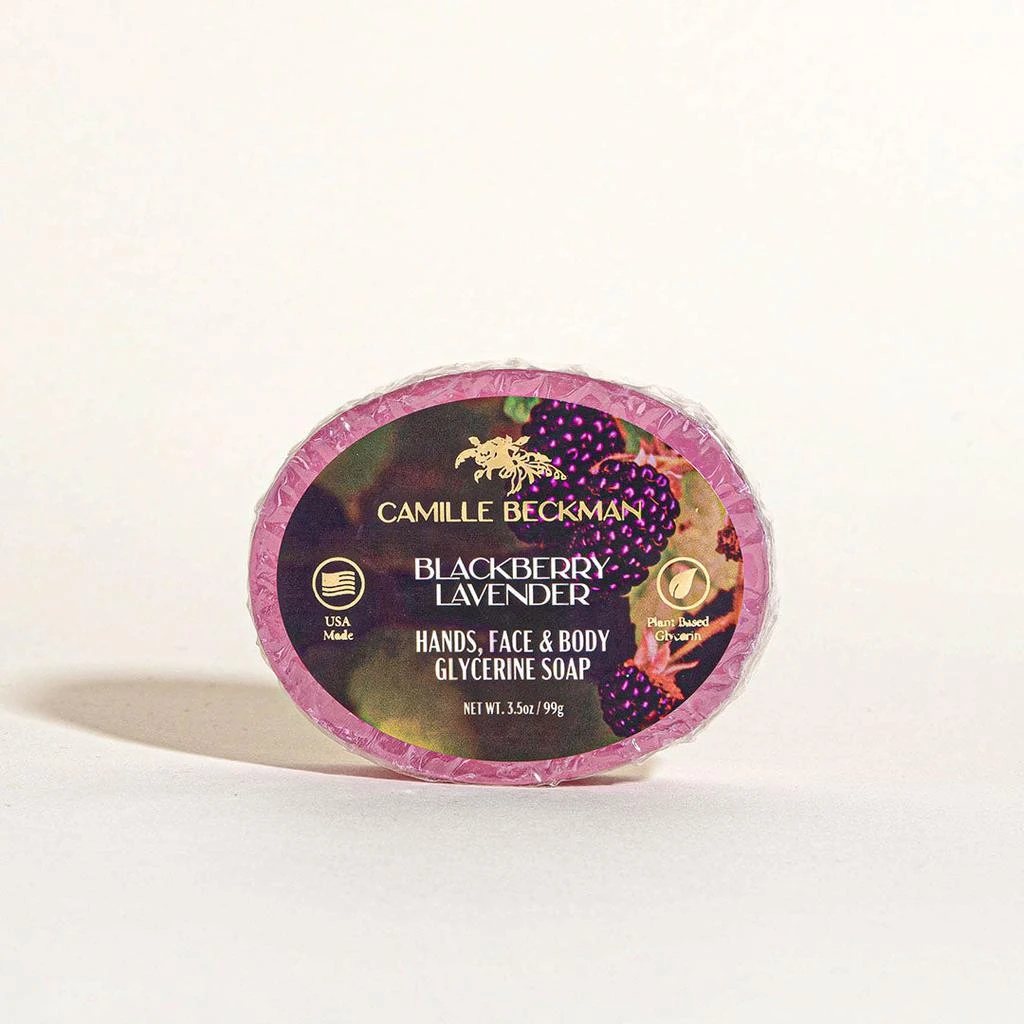 CAMILLE BECKMAN
BLACKBERRY
LAVENDER
USA
Made
Plant Based
Glycerin
HANDS, FACE & BODY
GLYCERINE SOAP
NET WT. 3.5oz / 99g